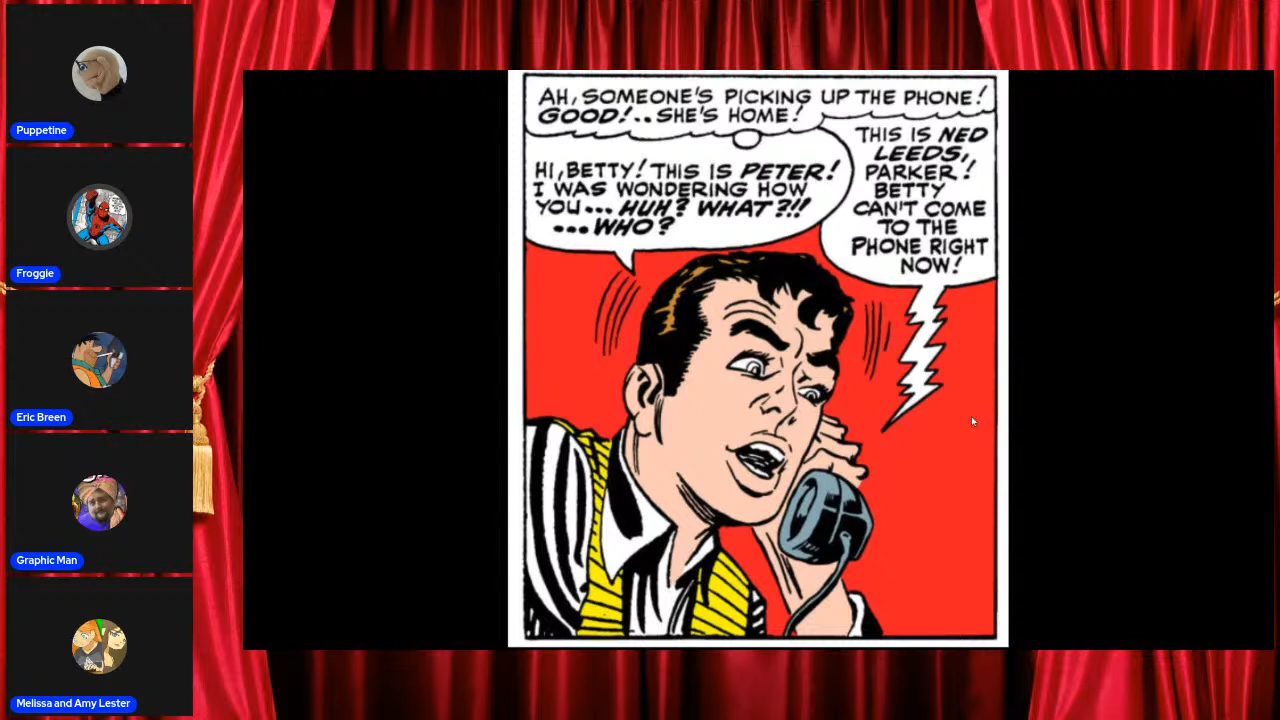 Puppetine
Froggie
Eric Breen
Graphic Man
Melissa and Amy Lester
AH, SOMEONE'S PICKING UP THE PHONE!
GOOD!.. SHE'S HOME!
HI, BETTY! THIS IS PETER!
I WAS WONDERING HOW
YOU... HUH? WHAT?!!
...WHO?
THIS IS NED
LEEDS,
PARKER!
BETTY
CAN'T COME
TO THE
PHONE RIGHT
NOW!